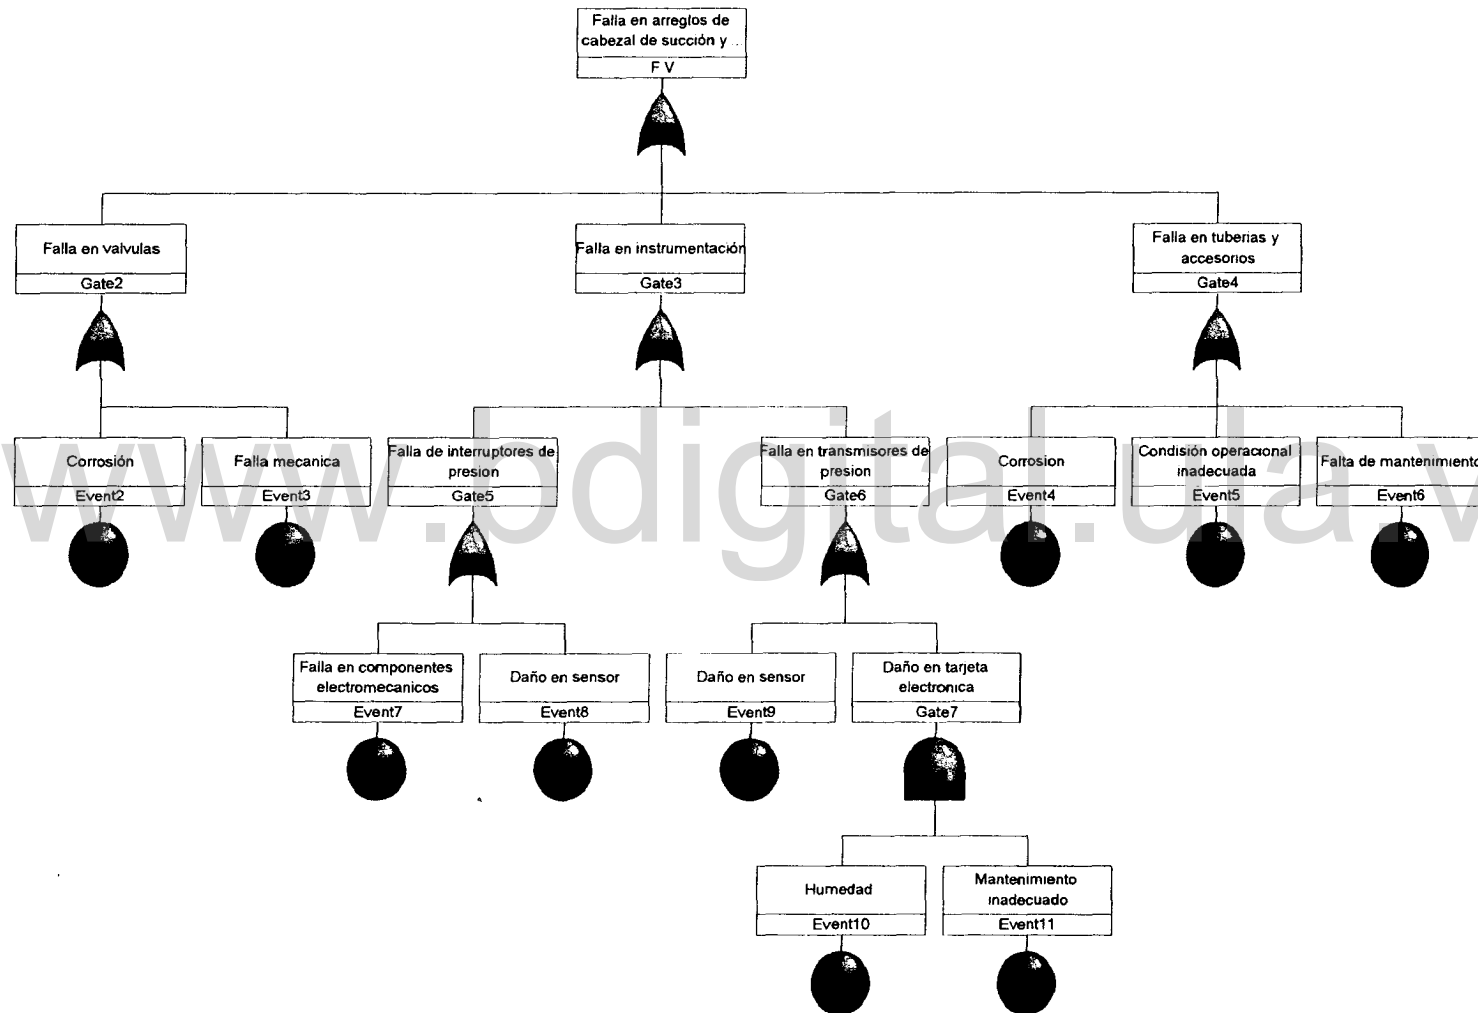 Falla en arreglos de
cabezal de succión y ...
F V
Falla en valvulas
Gate2
Falla en instrumentación
Gate3
Falla en tuberias y
accesorios
Gate4
Corrosión
Event2
Falla mecanica
Event3
Falla de interruptores de
presion
Gate5
Falla en transmisores de
presion
Gate6
Corrosion
Event4
Condisión operacional
inadecuada
Event5
Falta de mantenimiento
Event6
www.bdigital.ula.v
Falla en componentes
electromecanicos
Event7
Daño en sensor
Event8
Daño en sensor
Event9
Daño en tarjeta
electronica
Gate7
Humedad
Event10
Mantenimiento
inadecuado
Event11